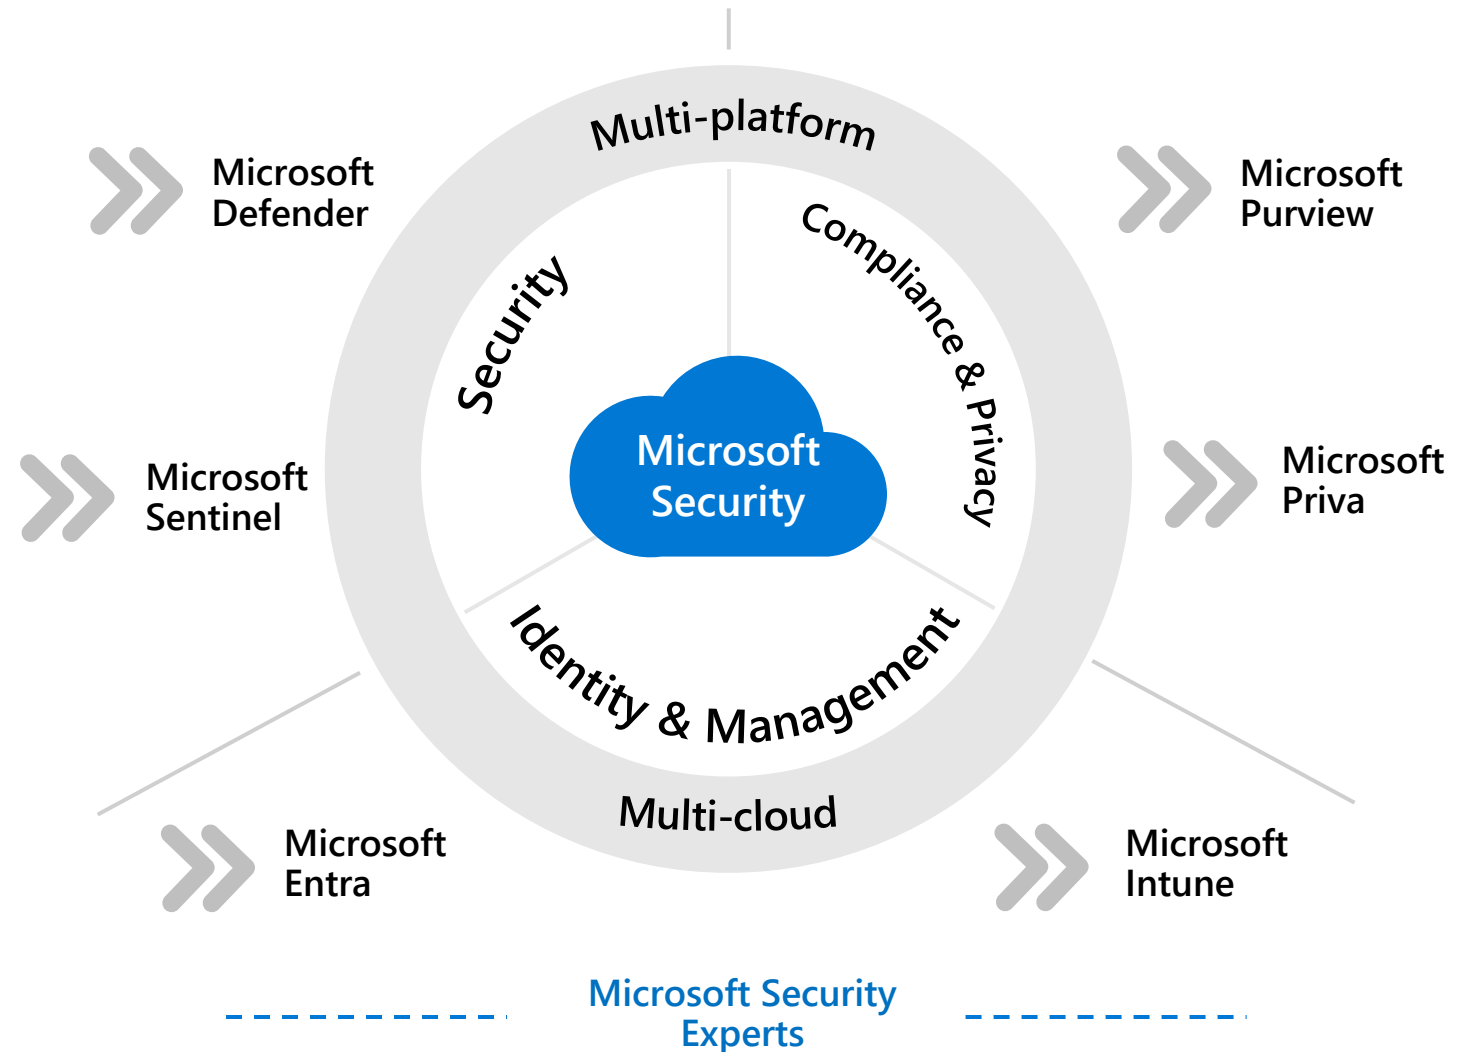 Multi-platform
Microsoft
Defender
Microsoft
Purview
Security
Compliance & Privacy
Microsoft
Security
Microsoft
Sentinel
Microsoft
Priva
Identity & Management
Multi-cloud
Microsoft
Entra
Microsoft
Intune
Microsoft Security
Experts